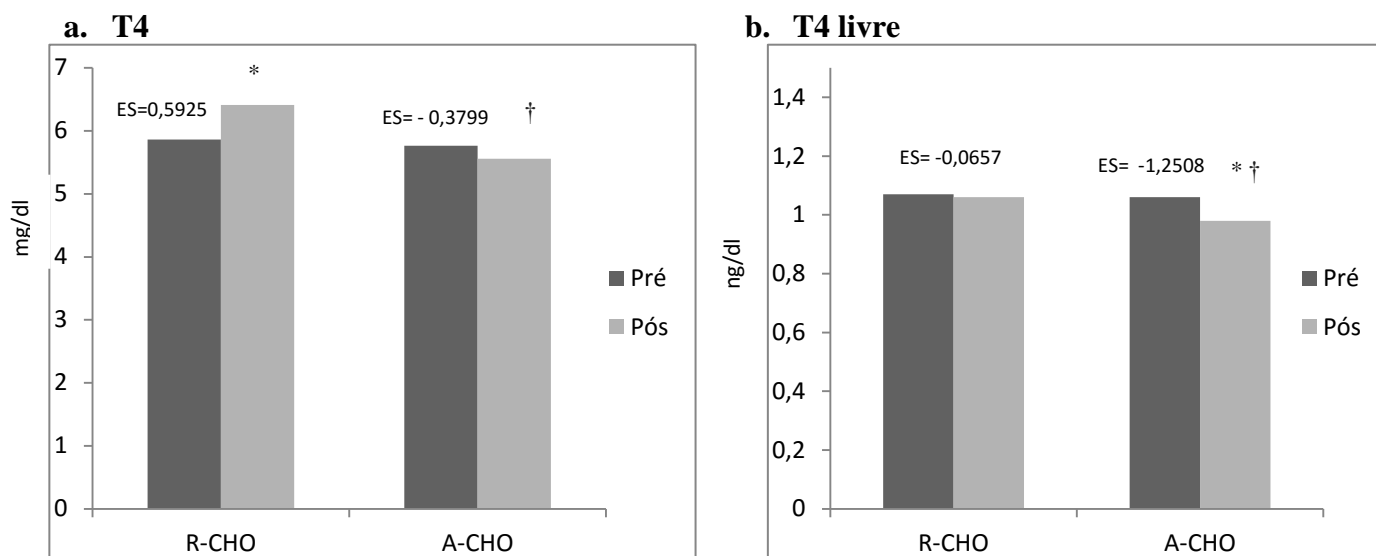 a. T4
7
6
5
4
3
2
1
0
mg/dl
ES=0,5925
*
ES= - 0,3799
†
R-CHO
A-CHO
Pré
Pós
b. T4 livre
1,4
1,2
1
0,8
0,6
0,4
0,2
0
ng/dl
ES= -0,0657
ES= -1,2508
* †
R-CHO
A-CHO
Pré
Pós